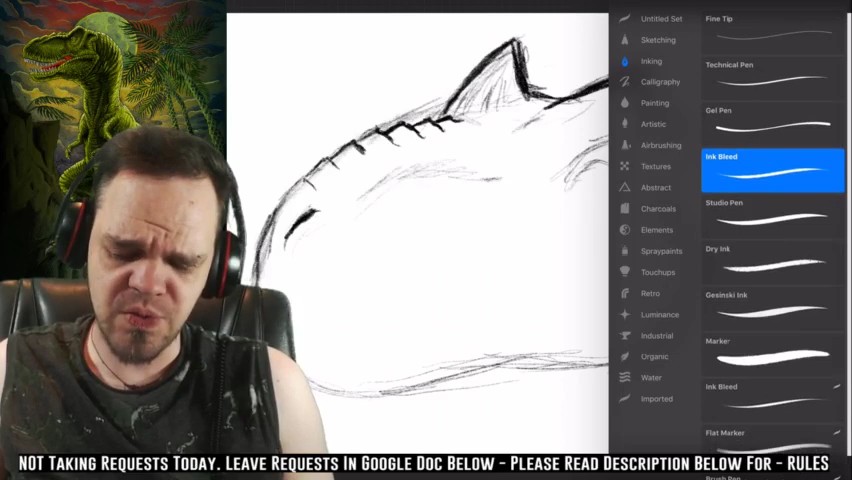 Untitled Set
Sketching
Inking
Calligraphy
Painting
Artistic
Airbrushing
Textures
Abstract
Charcoals
Elements
Spraypaints
Touchups
Retro
Luminance
Industrial
Organic
Water
Imported
Fine Tip
Technical Pen
Gel Pen
Ink Bleed
Studio Pen
Dry Ink
Gesinski Ink
Marker
Ink Bleed
Flat Marker
Brush Pen
NOT TAKING REQUESTS TODAY. LEAVE REQUESTS IN GOOGLE DOC BELOW - PLEASE READ DESCRIPTION BELOW FOR - RULES